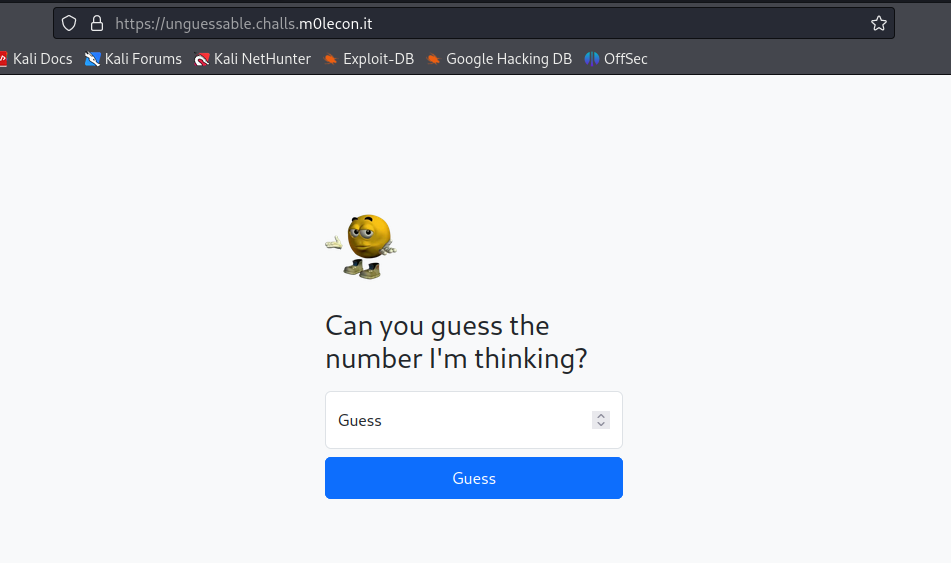 https://unguessable.challs.m0lecon.it
Kali Docs Kali Forums Kali NetHunter Exploit-DB Google Hacking DB OffSec
Can you guess the
number I'm thinking?
Guess
Guess